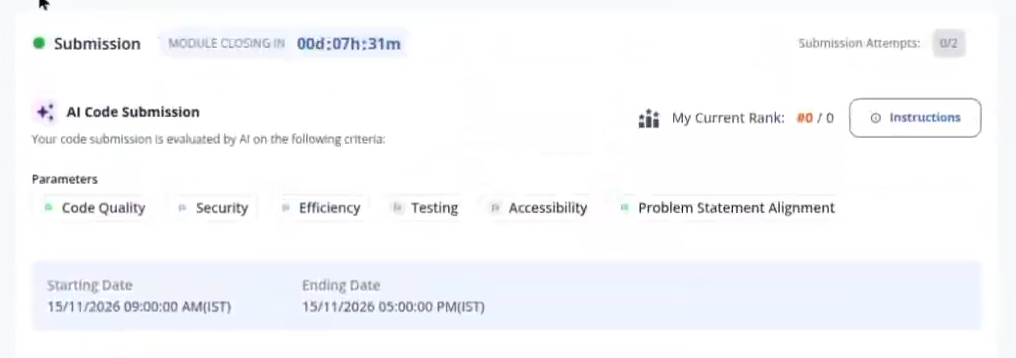 Submission MODULE CLOSING IN 00d:07h:31m Submission Attempts: 0/2
AI Code Submission My Current Rank: #0 / 0 Instructions
Your code submission is evaluated by AI on the following criteria:
Parameters
Code Quality Security Efficiency Testing Accessibility Problem Statement Alignment
Starting Date Ending Date
15/11/2026 09:00:00 AM(IST) 15/11/2026 05:00:00 PM(IST)